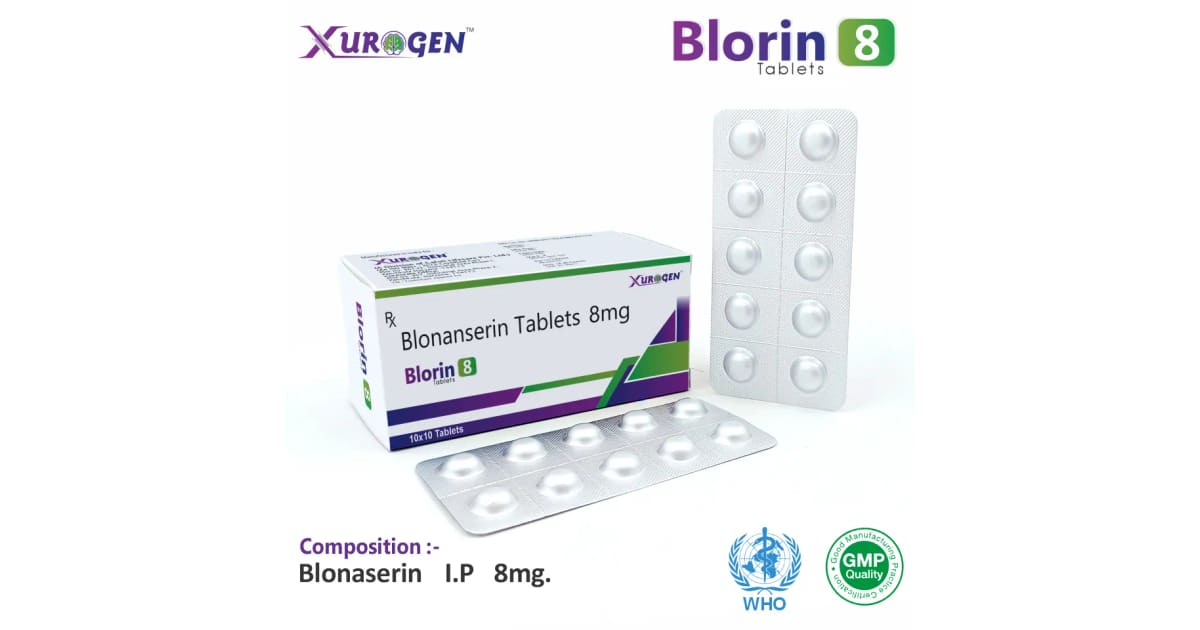 XUROGEN™
Blorin 8
Tablets
XUROGEN
XUROGEN
Rx
Blonanserin Tablets 8mg
Blorin 8
Tablets
Blorin 8
10x10 Tablets
Composition :-
Blonaserin I.P 8mg.
WHO
Good Manufacturing Practice Certification
GMP
Quality